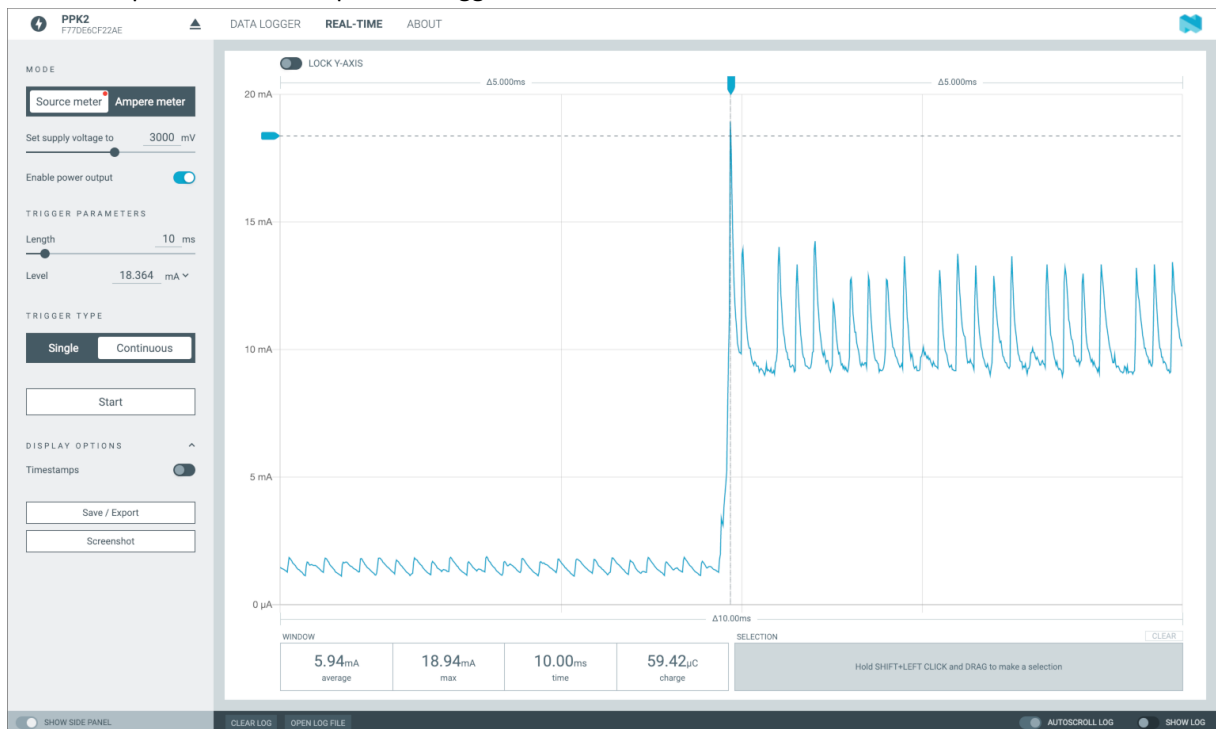 PPK2
F77DE6CF22AE
DATA LOGGER REAL-TIME ABOUT
MODE
Source meter Ampere meter
Set supply voltage to 3000 mV
Enable power output
TRIGGER PARAMETERS
Length 10 ms
Level 18.364 mA
TRIGGER TYPE
Single Continuous
Start
DISPLAY OPTIONS
Timestamps
Save / Export
Screenshot
LOCK Y-AXIS
Δ5.000ms Δ5.000ms
20 mA
15 mA
10 mA
5 mA
0 µA
Δ10.00ms
WINDOW SELECTION CLEAR
5.94mA 18.94mA 10.00ms 59.42µC
average max time charge
Hold SHIFT+LEFT CLICK and DRAG to make a selection
SHOW SIDE PANEL CLEAR LOG OPEN LOG FILE AUTOSCROLL LOG SHOW LOG